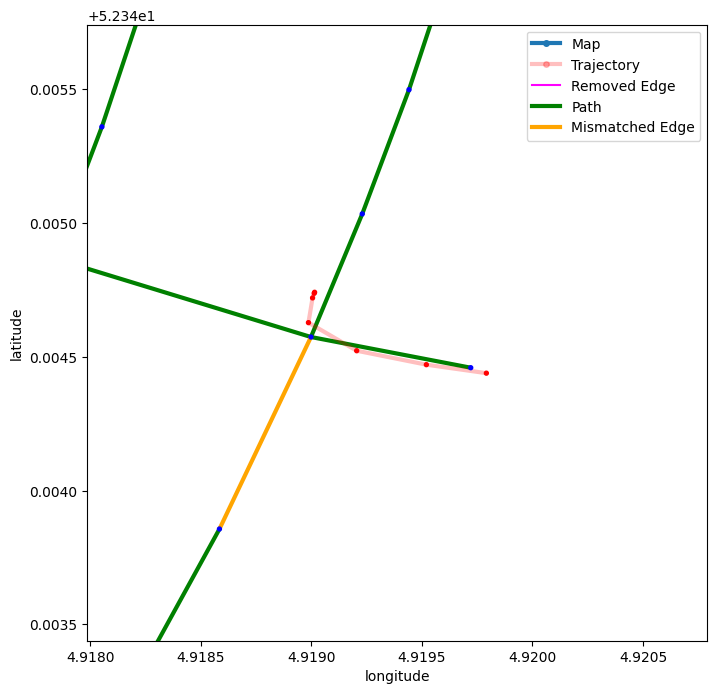 +5.234e1
Map
Trajectory
Removed Edge
Path
Mismatched Edge
0.0055
0.0050
0.0045
0.0040
0.0035
latitude
4.9180 4.9185 4.9190 4.9195 4.9200 4.9205
longitude